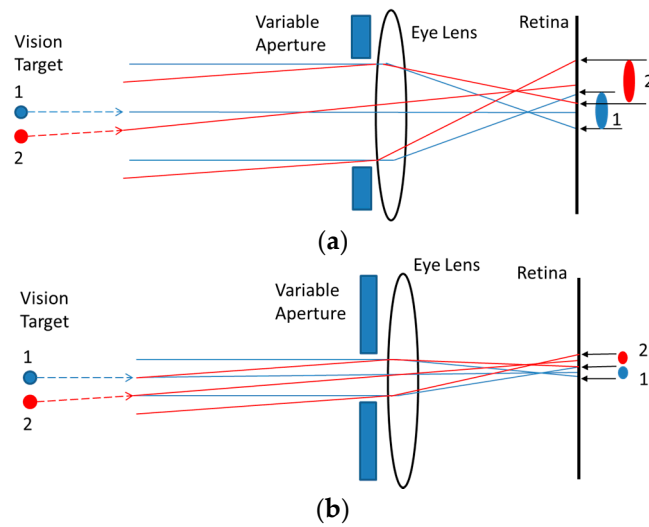 Variable
Aperture
Eye Lens
Retina
Vision
Target
1
2
2
1
(a)
Eye Lens
Retina
Variable
Aperture
Vision
Target
1
2
2
1
(b)